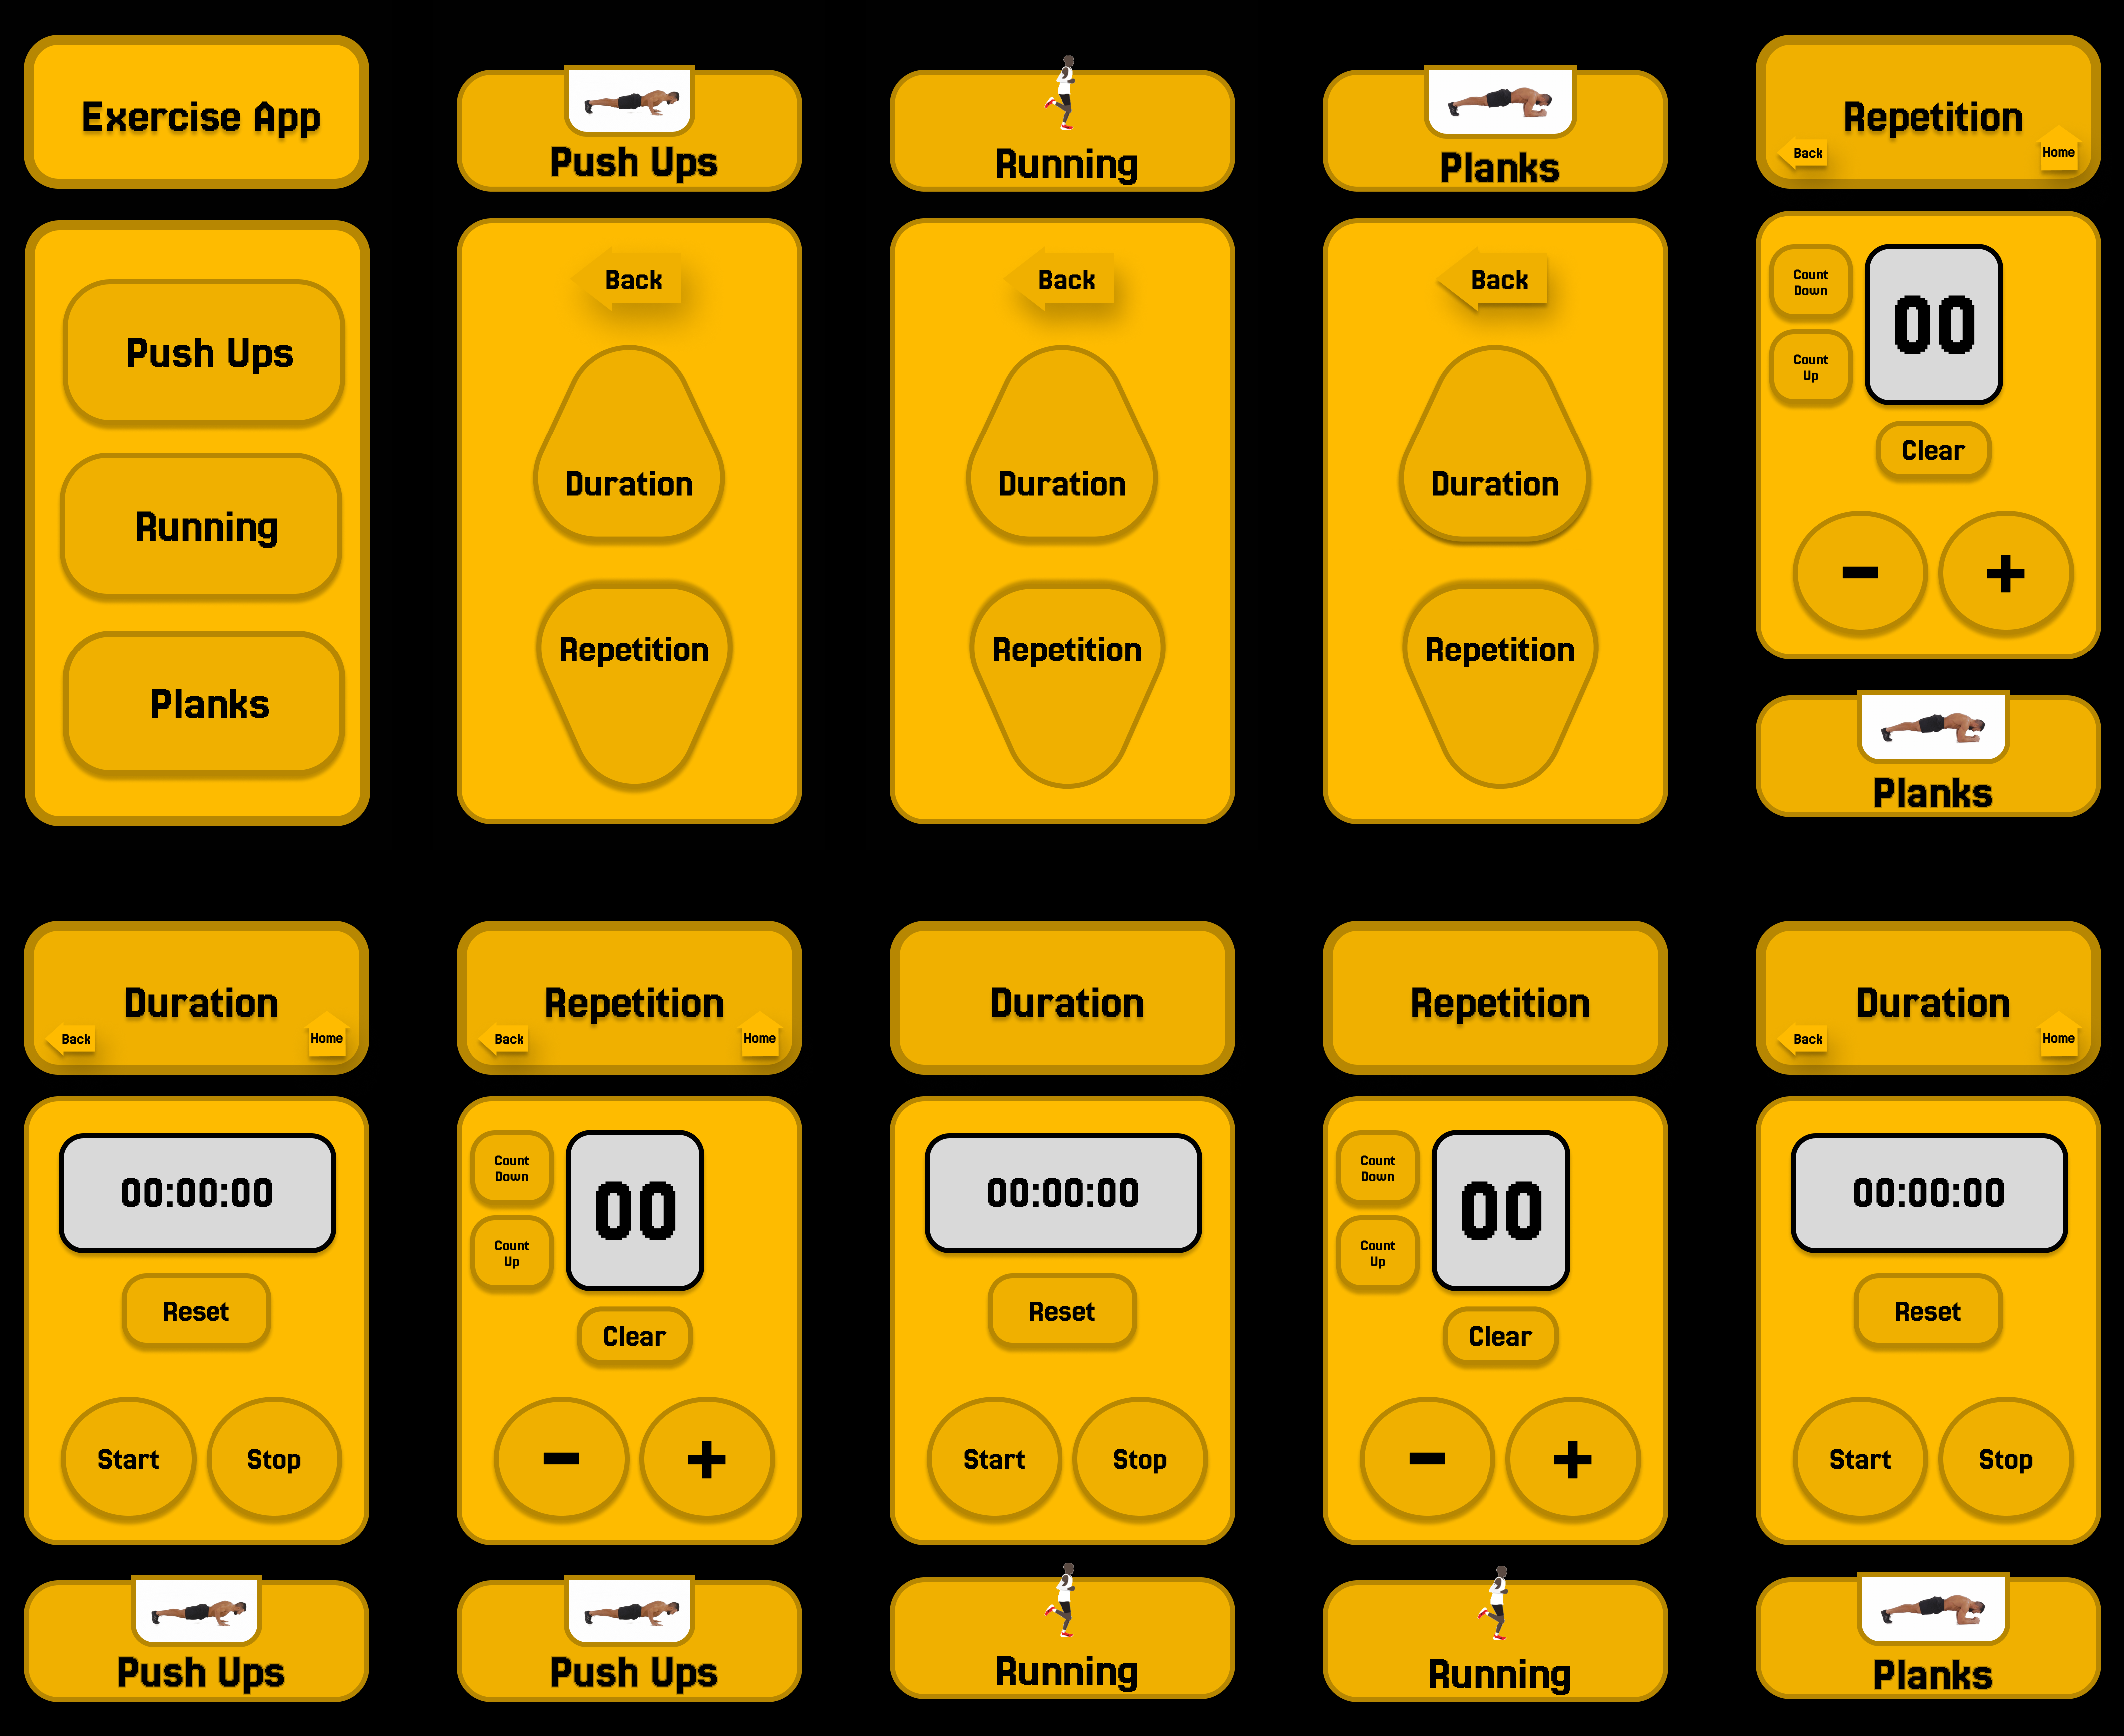 Exercise App
Push Ups
Running
Planks
Push Ups
Back
Duration
Repetition
Running
Back
Duration
Repetition
Planks
Back
Duration
Repetition
Repetition
Back
Home
Count
Down
Count
Up
00
Clear
-
+
Planks
Duration
Back
Home
00:00:00
Reset
Start
Stop
Push Ups
Repetition
Back
Home
Count
Down
Count
Up
00
Clear
-
+
Push Ups
Duration
00:00:00
Reset
Start
Stop
Running
Repetition
Count
Down
Count
Up
00
Clear
-
+
Running
Duration
Back
Home
00:00:00
Reset
Start
Stop
Planks